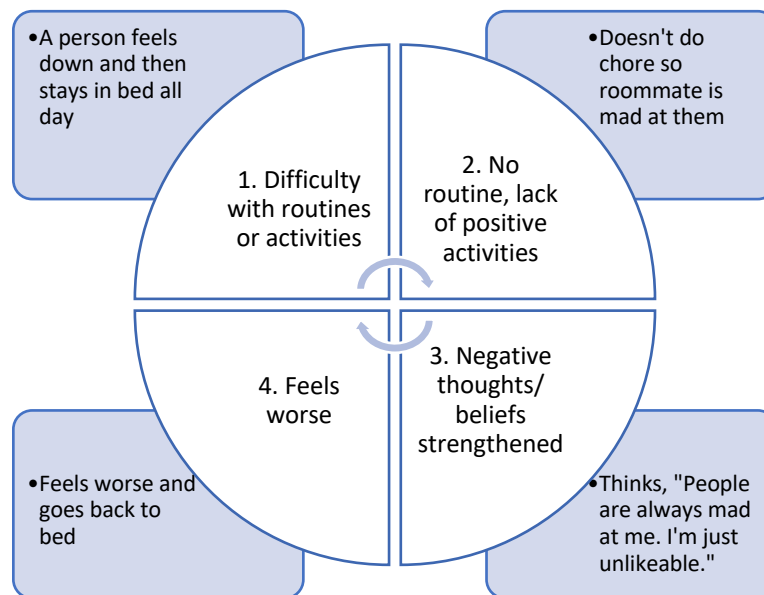 •A person feels
down and then
stays in bed all
day
•Doesn't do
chore so
roommate is
mad at them
1. Difficulty
with routines
or activities
2. No
routine, lack
of positive
activities
4. Feels
worse
3. Negative
thoughts/
beliefs
strengthened
•Feels worse and
goes back to
bed
•Thinks, "People
are always mad
at me. I'm just
unlikeable."